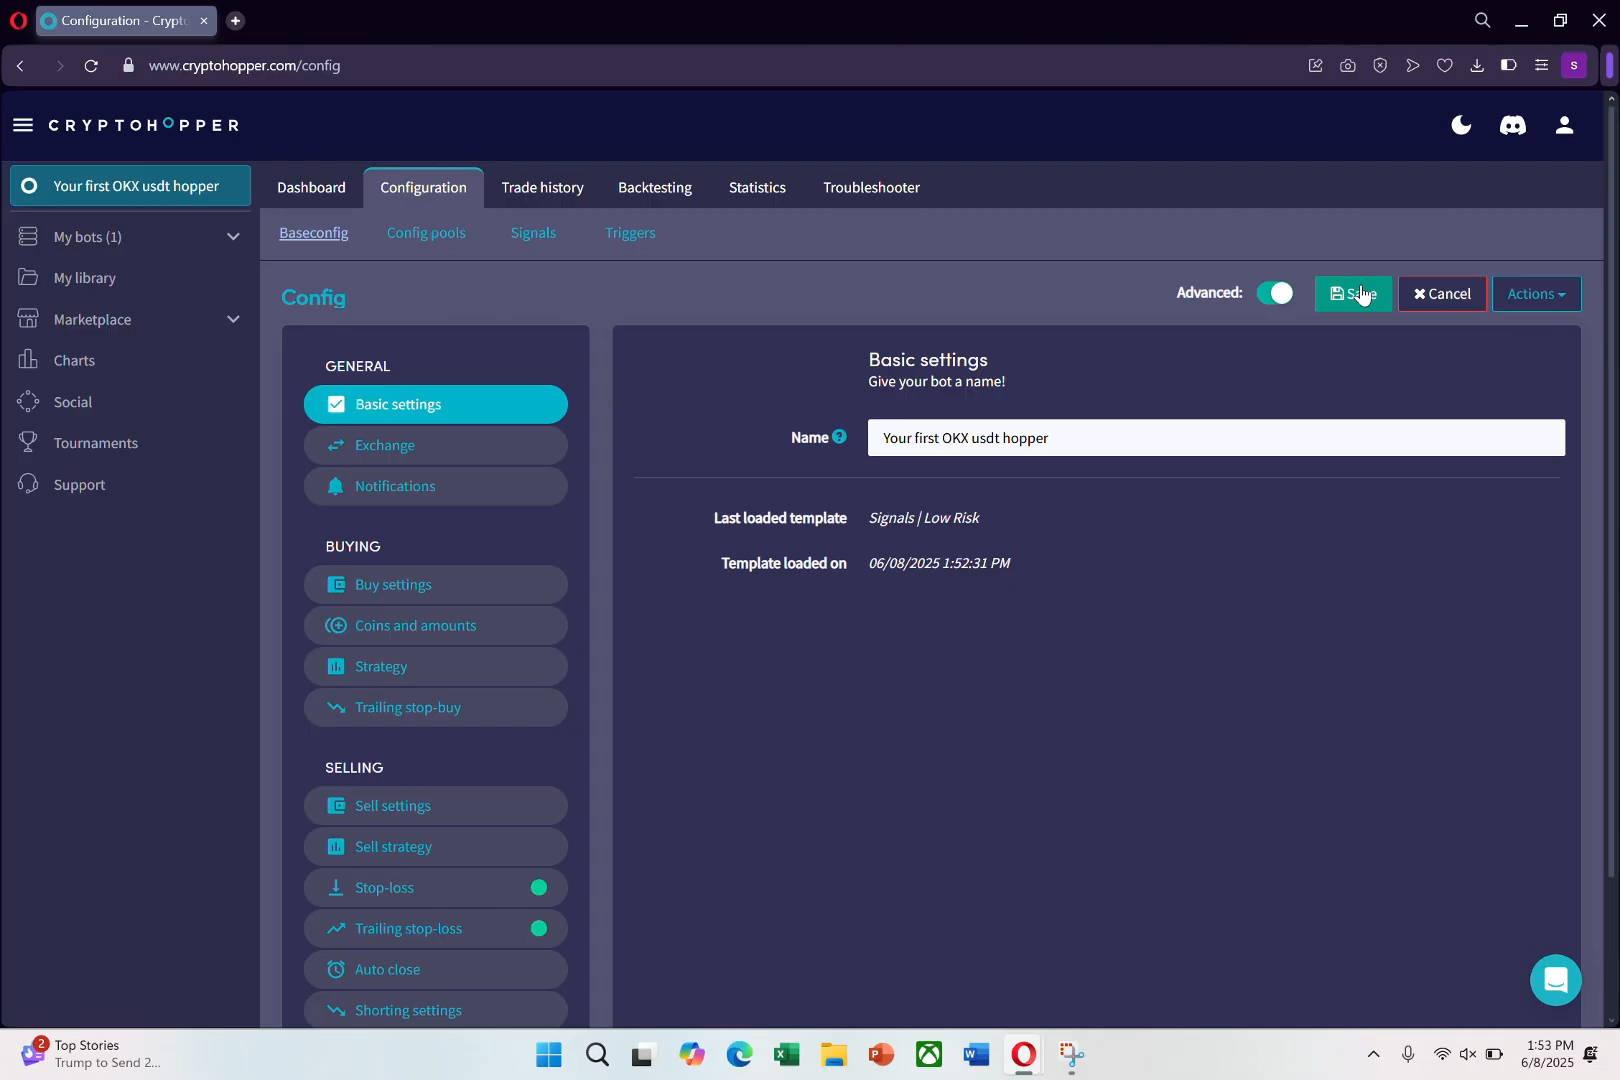 Configuration - Crypt
www.cryptohopper.com/config
S
CRYPTOHOPPER
Your first OKX usdt hopper
Dashboard
Configuration
Trade history
Backtesting
Statistics
Troubleshooter
My bots (1)
Baseconfig
Config pools
Signals
Triggers
My library
Marketplace
Charts
Social
Tournaments
Support
Config
Advanced:
Save
Cancel
Actions
GENERAL
Basic settings
Exchange
Notifications
BUYING
Buy settings
Coins and amounts
Strategy
Trailing stop-buy
SELLING
Sell settings
Sell strategy
Stop-loss
Trailing stop-loss
Auto close
Shorting settings
Basic settings
Give your bot a name!
Name ?
Your first OKX usdt hopper
Last loaded template
Signals | Low Risk
Template loaded on
06/08/2025 1:52:31 PM
2
Top Stories
Trump to Send 2...
1:53 PM
6/8/2025